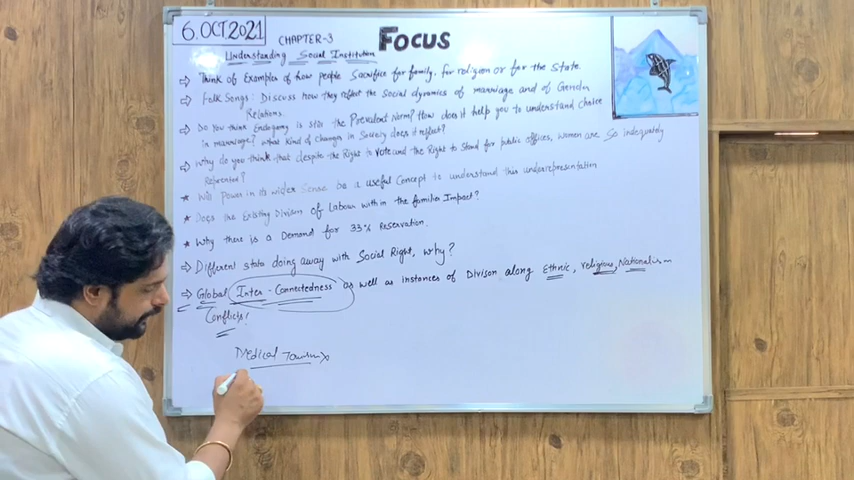 6.OCT.2021
CHAPTER-3
FOCUS
Understanding Social Institution
⇒ Think of Examples of how people Sacrifice for family, for religion or for the State.
⇒ Folk Songs: Discuss how they reflect the Social dynamics of marriage and of Gender
Relations.
⇒ Do you think Endogamy is still the Prevalent Norm? How does it help you to understand choice
in marriage? What kind of changes in Society does it reflect?
⇒ Why do you think that despite the Right to vote and the Right to Stand for public offices, women are so
Represented?
★ Will Power in its wider Sense be a useful Concept to understand this underrepresentation
★ Does the Existing Division of Labour within the families Impact?
★ Why there is a Demand for 33% Reservation.
⇒ Different state doing away with Social Right, why?
⇒ Global Inter-Connectedness as well as instances of Divison along Ethnic, religious, Nationalism
Conflicts!
Medical Tourism